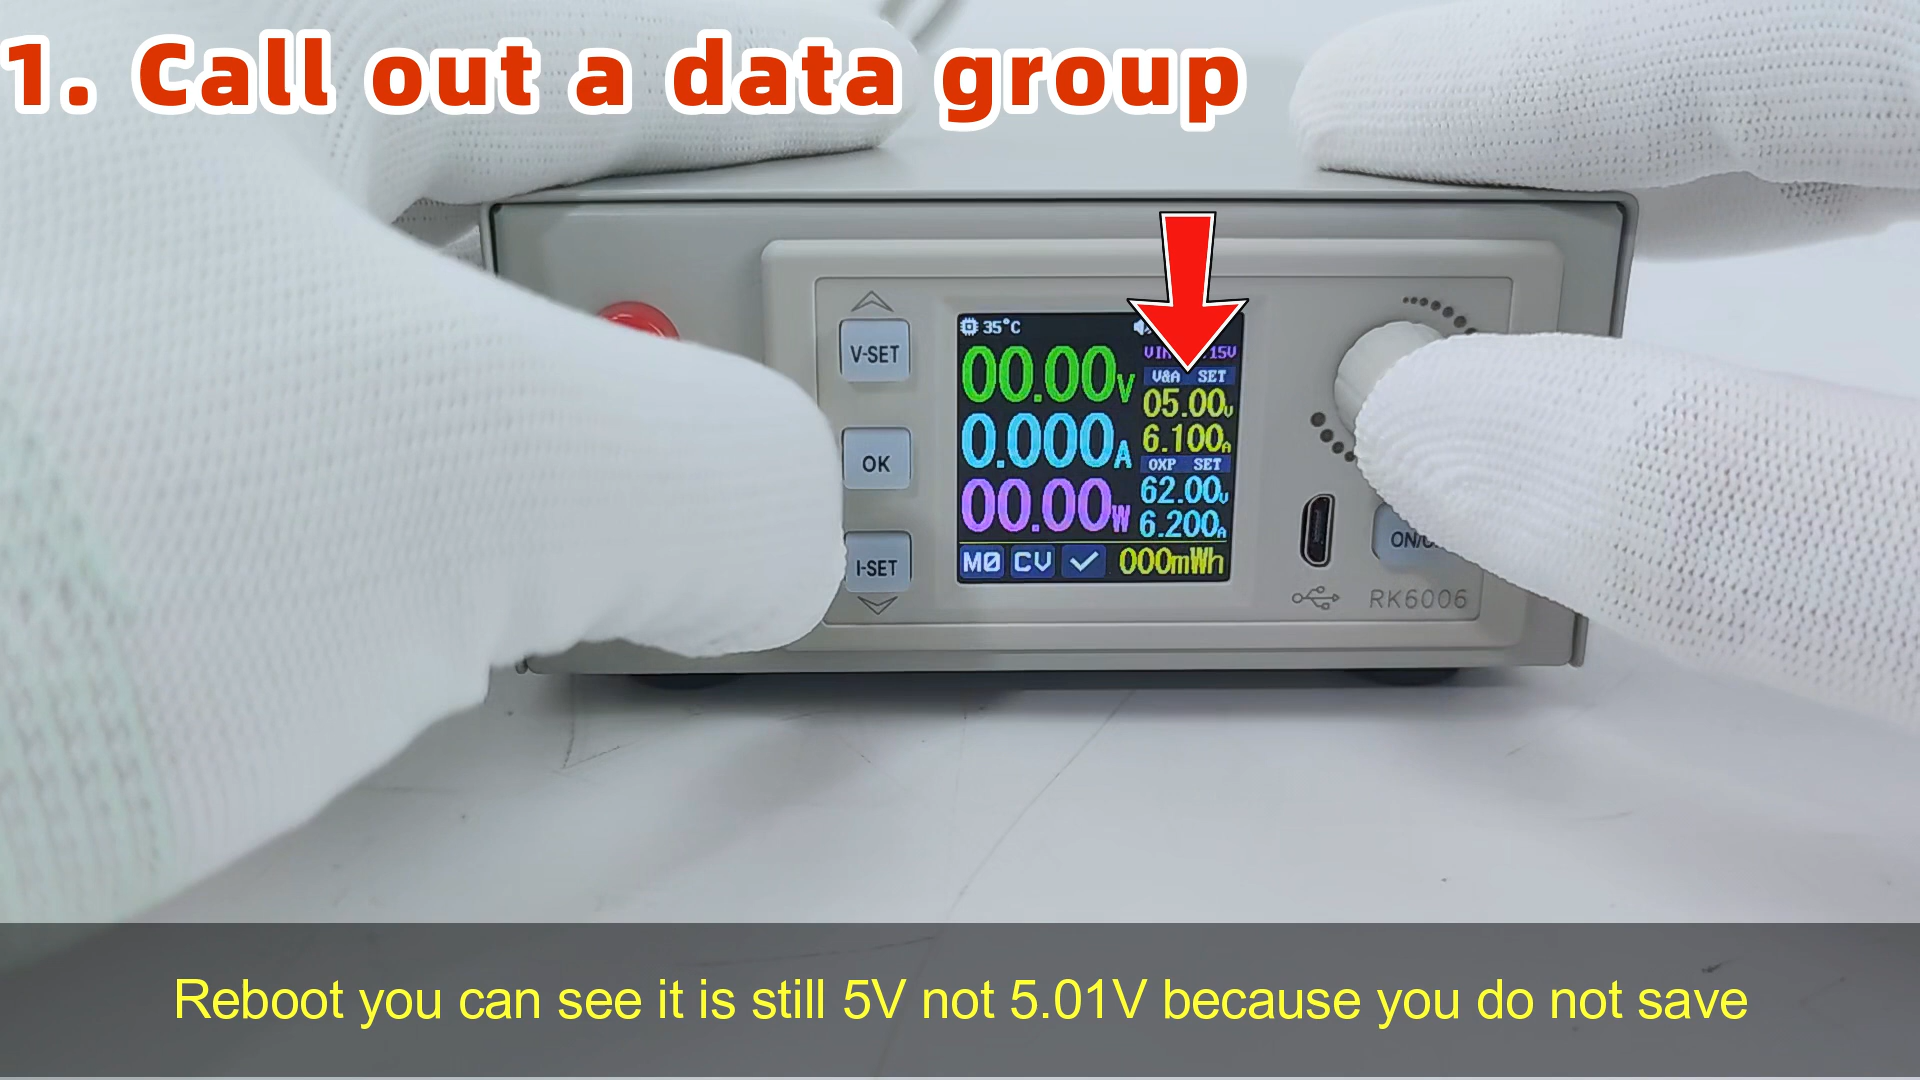 1. Call out a data group
V-SET
OK
I-SET
35°C
00.00V
0.000A
00.00W
15V
V&A SET
05.00V
6.100A
OXP SET
62.00V
6.200A
M0 CV 000mWh
RK6006
Reboot you can see it is still 5V not 5.01V because you do not save